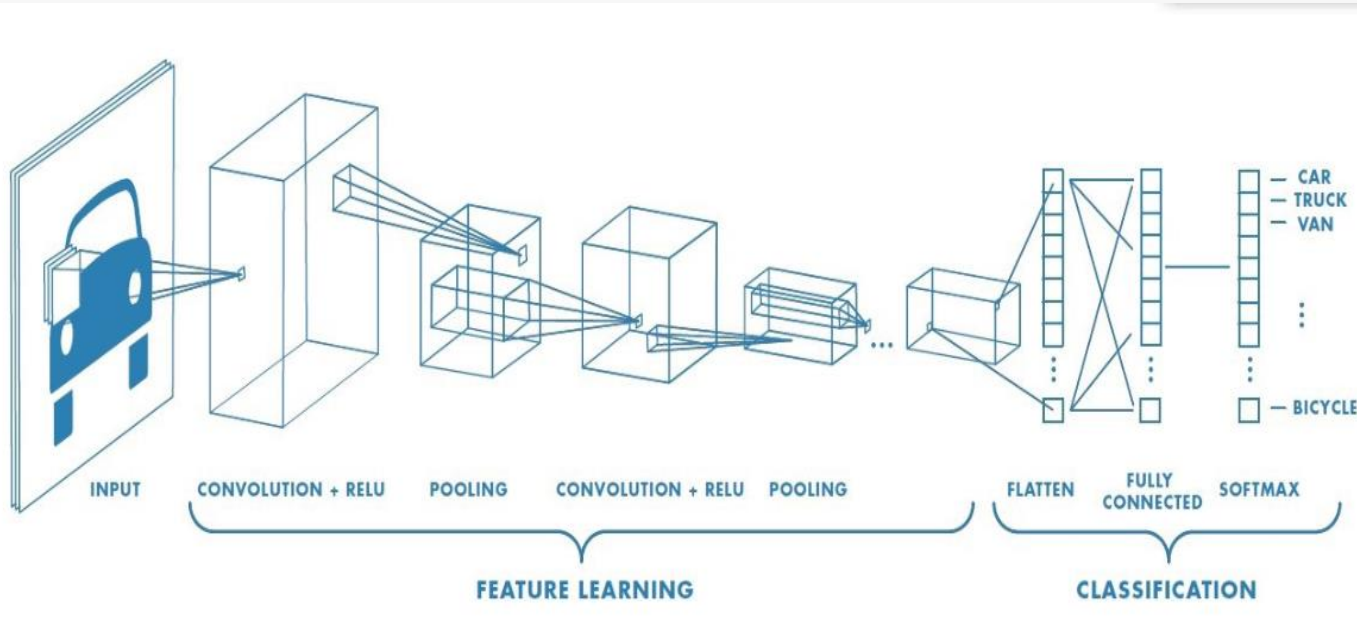 CAR
TRUCK
VAN
BICYCLE
INPUT
CONVOLUTION + RELU
POOLING
CONVOLUTION + RELU
POOLING
FLATTEN
FULLY
CONNECTED
SOFTMAX
FEATURE LEARNING
CLASSIFICATION